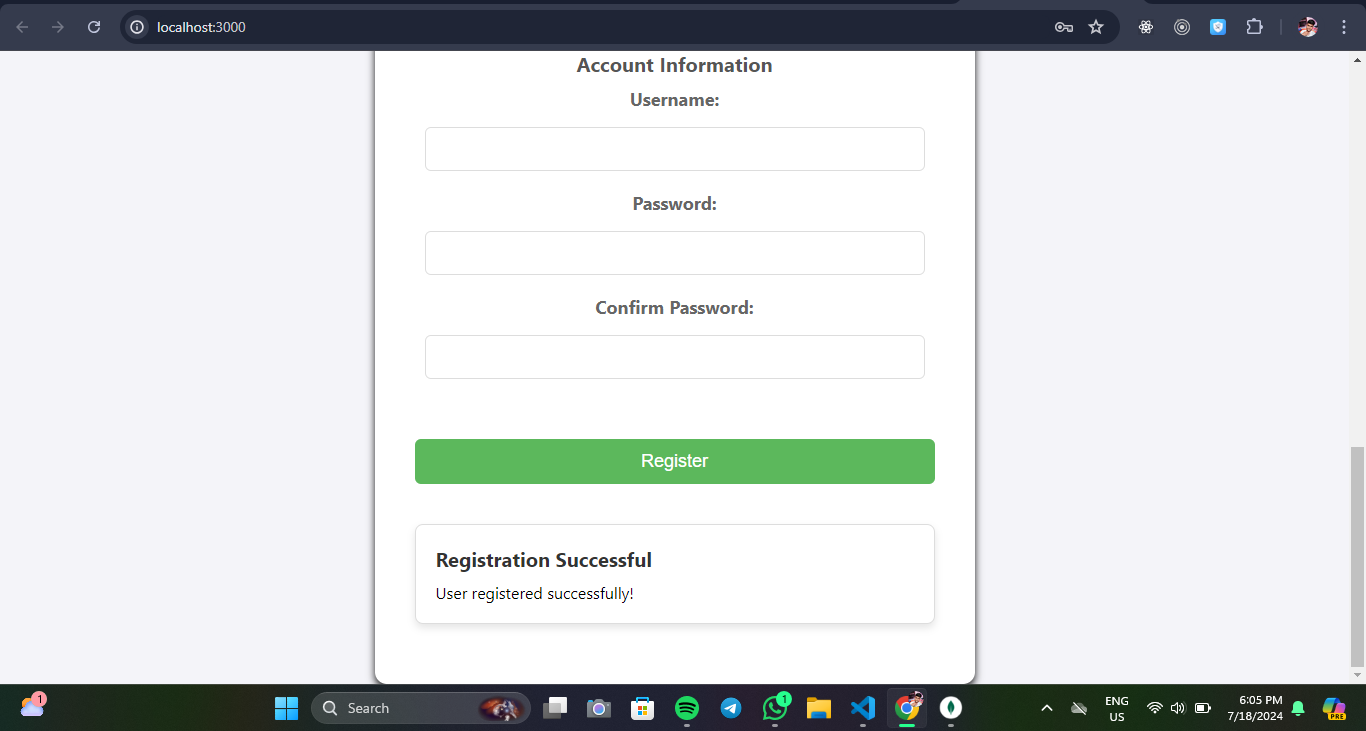 localhost:3000
Account Information
Username:
Password:
Confirm Password:
Register
Registration Successful
User registered successfully!
1
Search
1
ENG
US
6:05 PM
7/18/2024
PRE